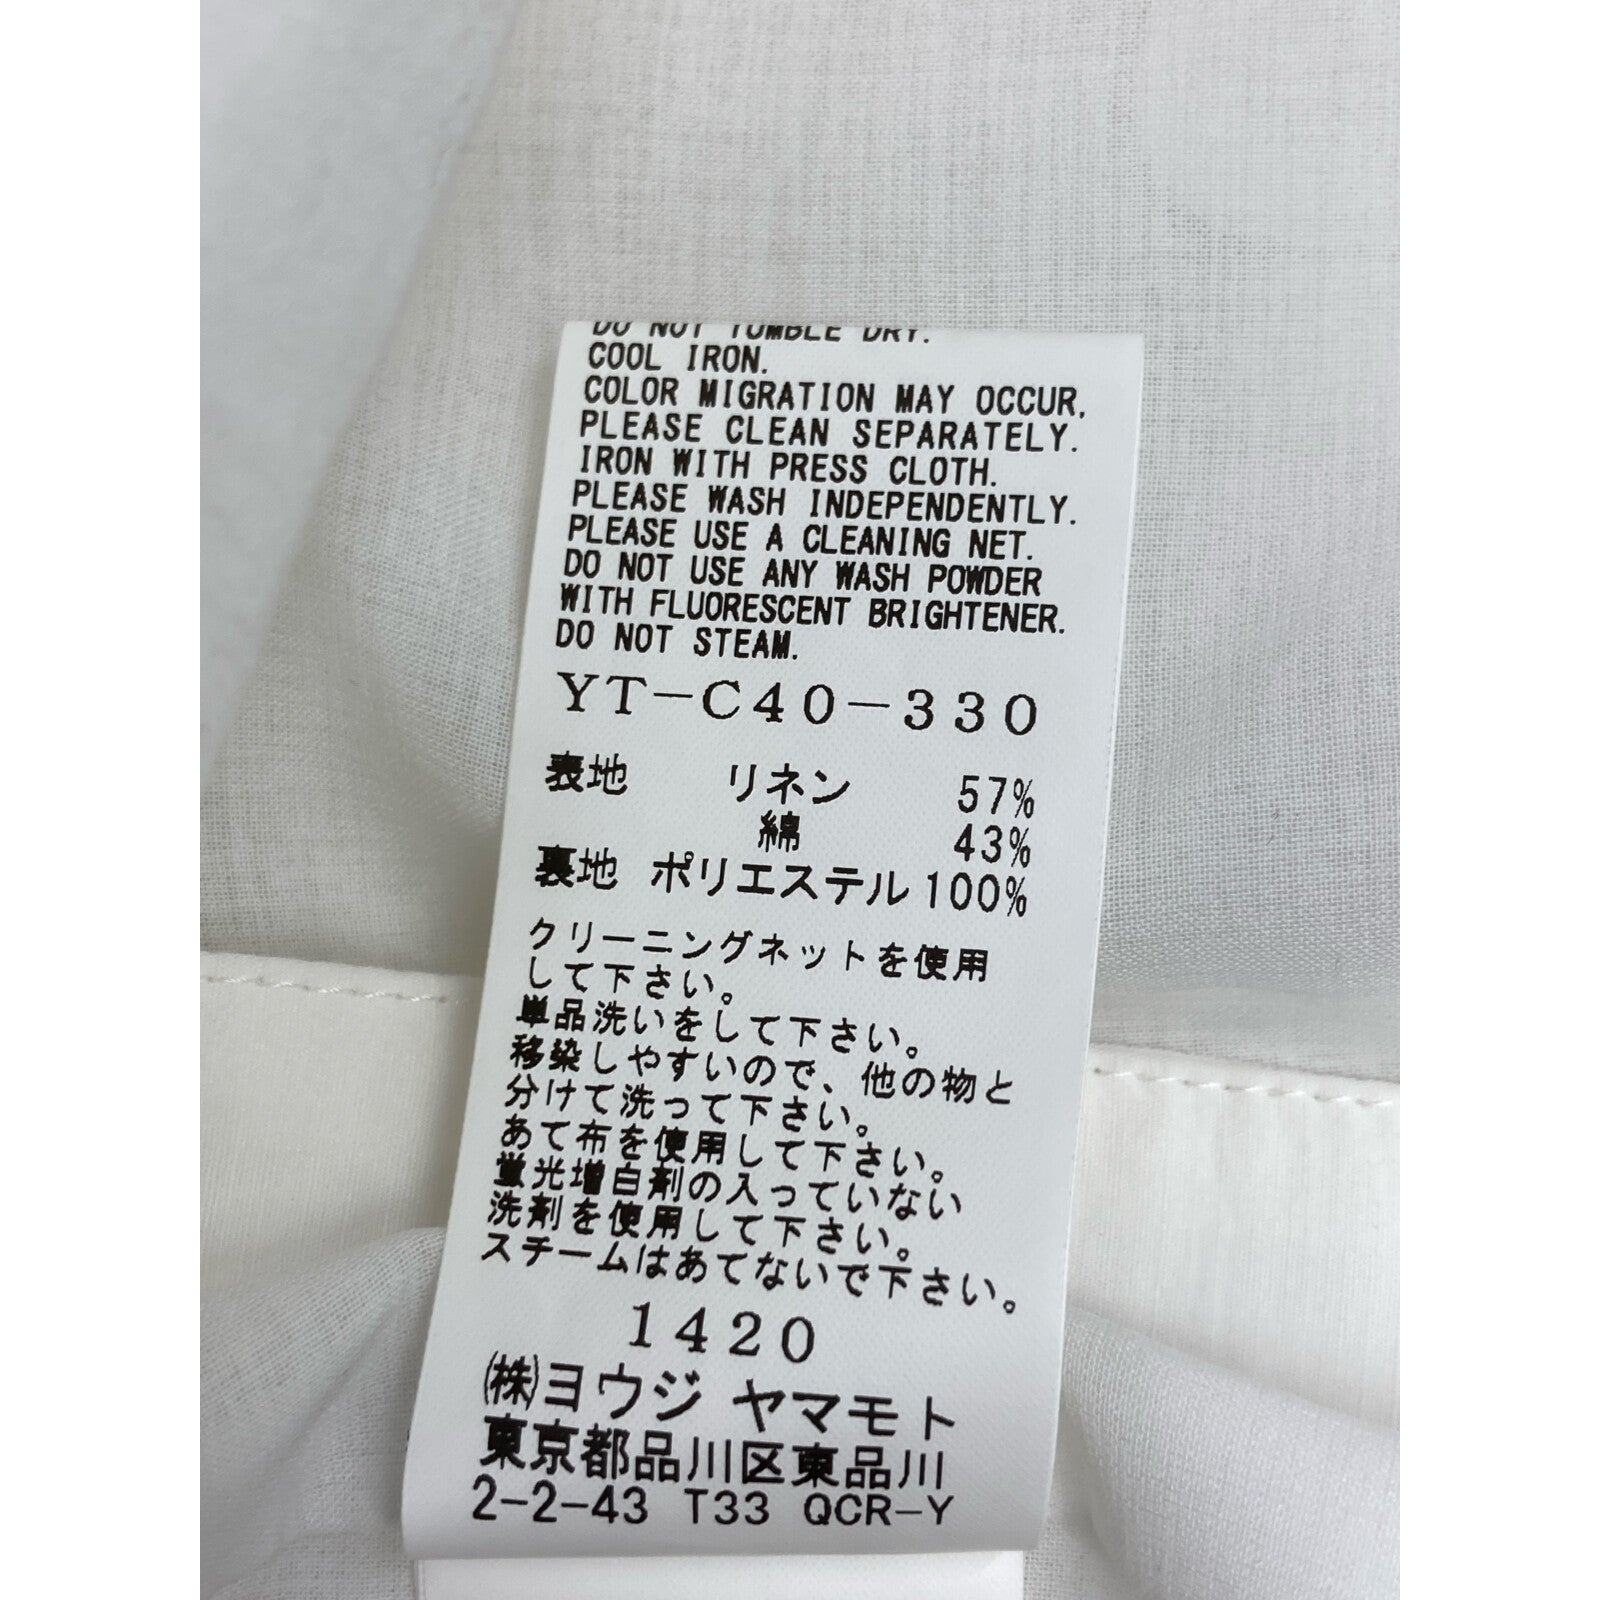 DO NOT TUMBLE DRY.
COOL IRON.
COLOR MIGRATION MAY OCCUR,
PLEASE CLEAN SEPARATELY.
IRON WITH PRESS CLOTH.
PLEASE WASH INDEPENDENTLY.
PLEASE USE A CLEANING NET.
DO NOT USE ANY WASH POWDER
WITH FLUORESCENT BRIGHTENER.
DO NOT STEAM.
YT-C40-330
表地 リネン 57%
綿 43%
裏地 ポリエステル 100%
クリーニングネットを使用
して下さい。
単品洗いをして下さい。
移染しやすいので、他の物と
分けて洗って下さい。
あて布を使用して下さい。
蛍光増白剤の入っていない
洗剤を使用して下さい。
スチームはあてないで下さい。
1420
(株)ヨウジ ヤマモト
東京都品川区東品川
2-2-43 T33 QCR-Y